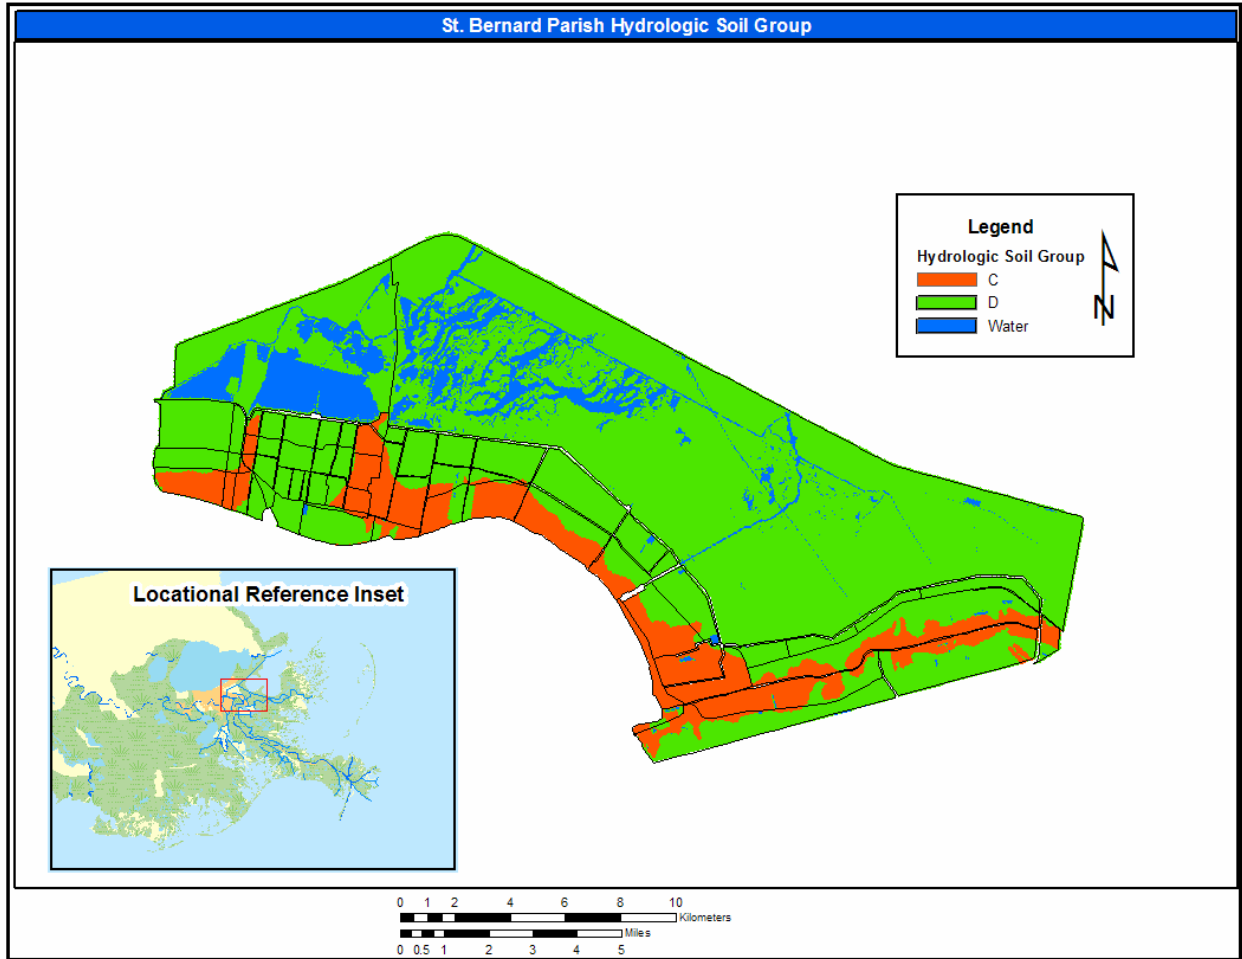 St. Bernard Parish Hydrologic Soil Group
Legend
Hydrologic Soil Group
C
D
Water
N
Locational Reference Inset
0 1 2 4 6 8 10
Kilometers
Miles
0 0.5 1 2 3 4 5